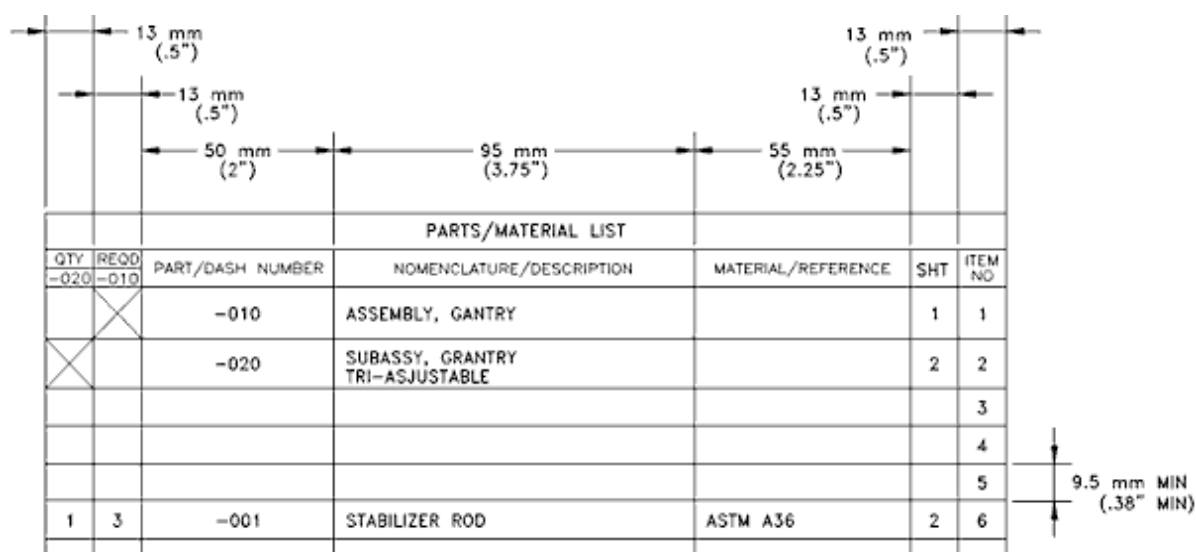 13 mm
(.5")
13 mm
(.5")
13 mm
(.5")
13 mm
(.5")
50 mm
(2")
95 mm
(3.75")
55 mm
(2.25")
PARTS/MATERIAL LIST
QTY REQD PART/DASH NUMBER NOMENCLATURE/DESCRIPTION MATERIAL/REFERENCE SHT ITEM NO
-020 -010
-010 ASSEMBLY, GANTRY 1 1
-020 SUBASSY, GRANTRY 2 2
TRI-ASJUSTABLE
3
4
5
9.5 mm MIN
(.38" MIN)
1 3 -001 STABILIZER ROD ASTM A36 2 6